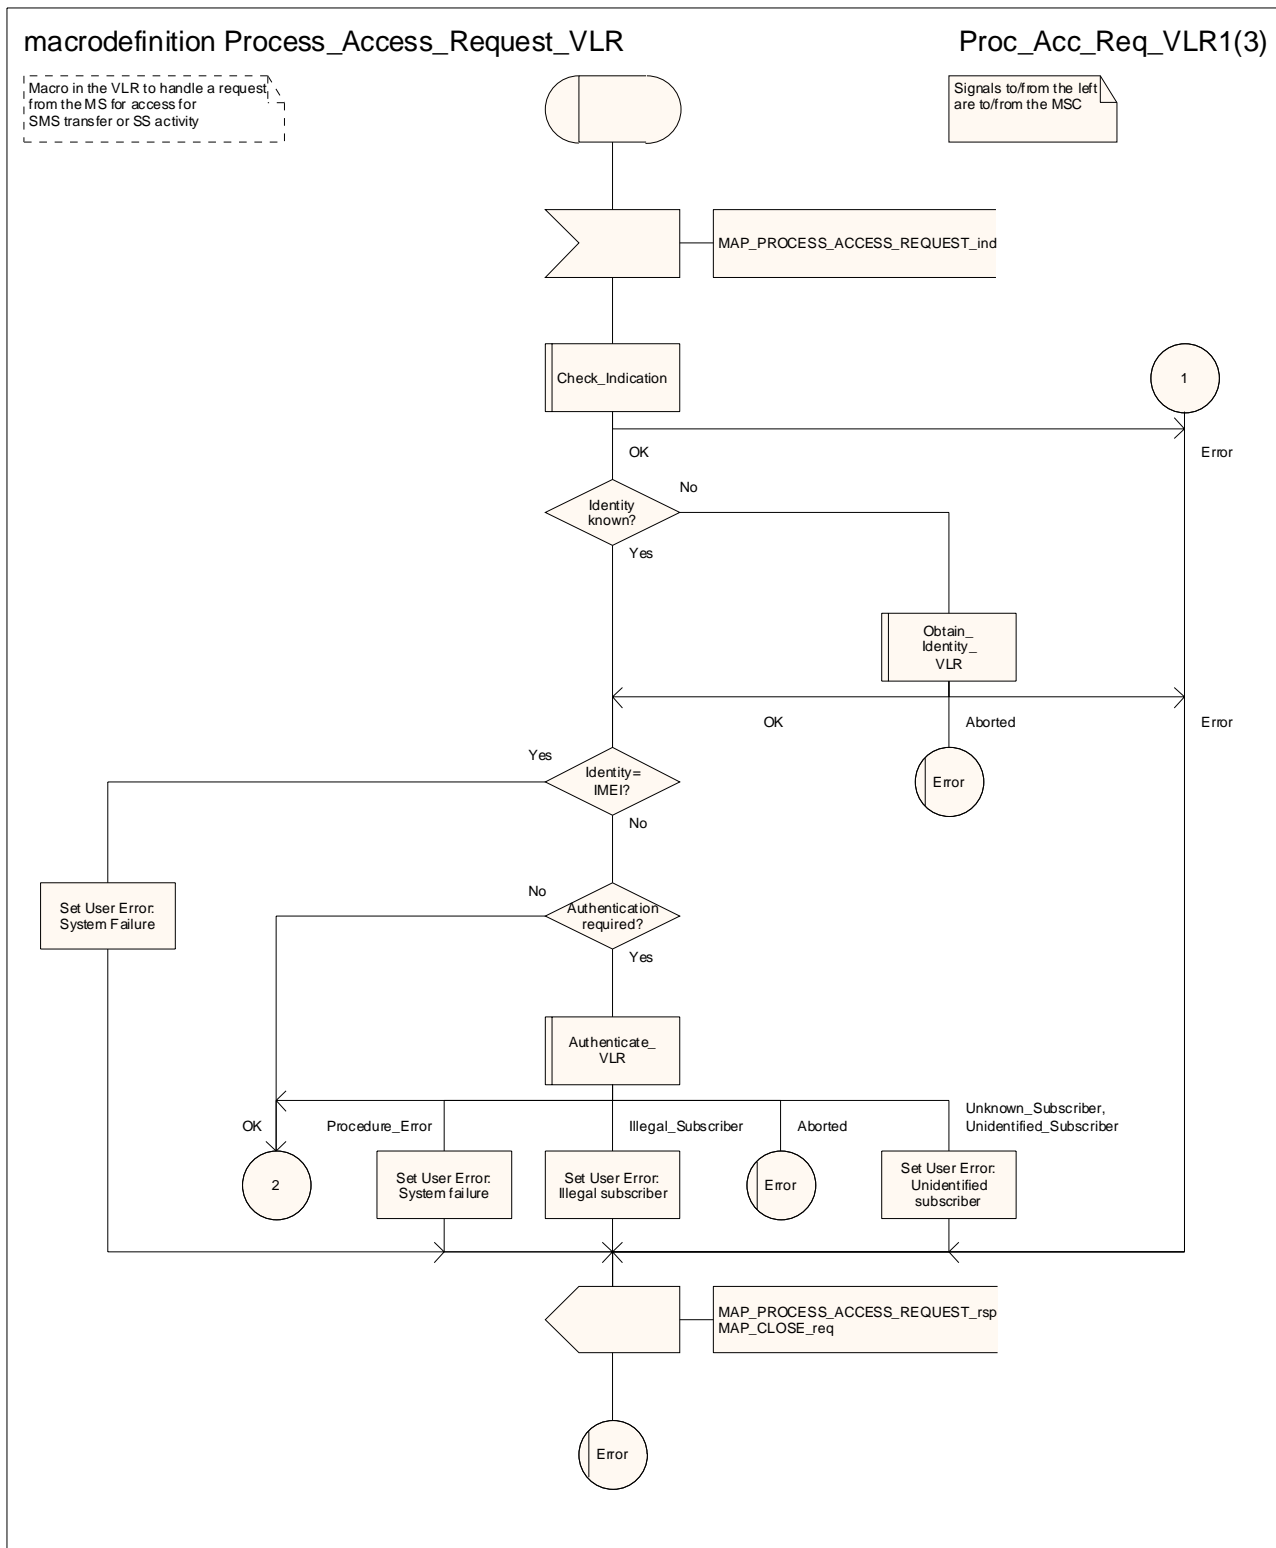 macrodefinition Process_Access_Request_VLR
Proc_Acc_Req_VLR1(3)
Macro in the VLR to handle a request
from the MS for access for
SMS transfer or SS activity
Signals to/from the left
are to/from the MSC
MAP_PROCESS_ACCESS_REQUEST_ind
Check_Indication
1
OK
Error
No
Identity
known?
Yes
Obtain_
Identity_
VLR
OK
Aborted
Error
Yes
Identity=
IMEI?
Error
No
No
Set User Error:
System Failure
Authentication
required?
Yes
Authenticate_
VLR
OK
Procedure_Error
Illegal_Subscriber
Aborted
Unknown_Subscriber,
Unidentified_Subscriber
2
Set User Error:
System failure
Set User Error:
Illegal subscriber
Error
Set User Error:
Unidentified
subscriber
MAP_PROCESS_ACCESS_REQUEST_rsp
MAP_CLOSE_req
Error